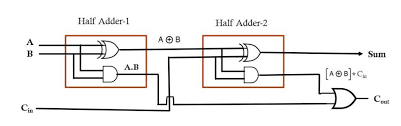 Half Adder-1
Half Adder-2
A
B
A ⊕ B
A.B
Sum
[A ⊕ B]•Cin
Cin
Cout